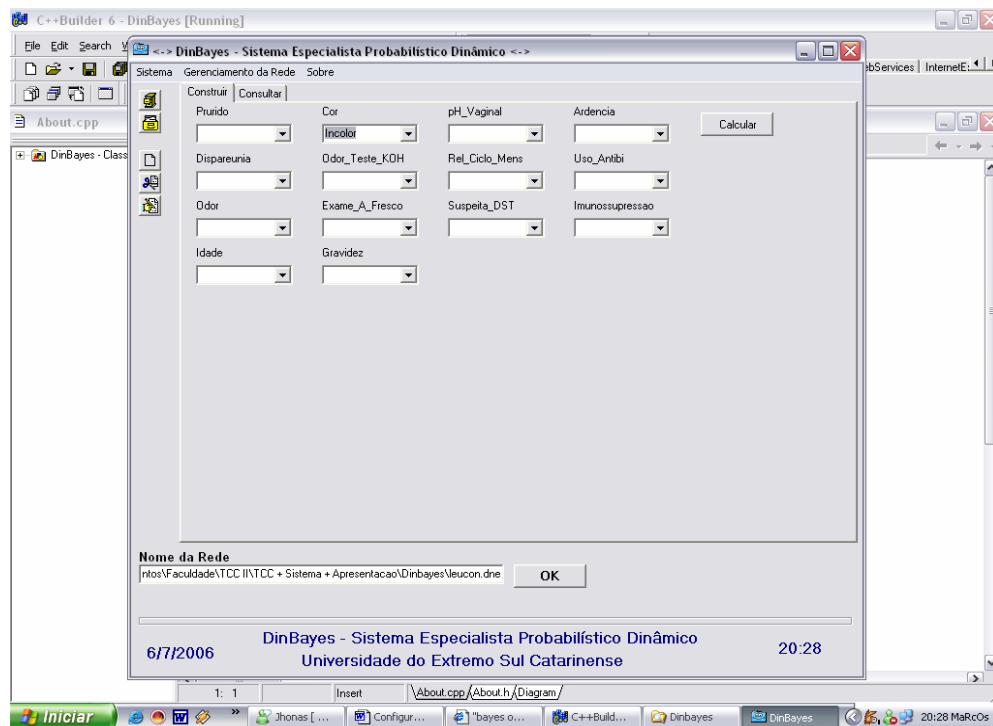 C++Builder 6 - DinBayes [Running]
File Edit Search
<-> DinBayes - Sistema Especialista Probabilístico Dinâmico <->
Sistema Gerenciamento da Rede Sobre
WebServices InternetE
Construir Consultar
About.cpp
DinBayes - Class
Prurido Cor pH_Vaginal Ardencia
Incolor
Calcular
Dispareunia Odor_Teste_KOH Rel_Ciclo_Mens Uso_Antibi
Odor Exame_A_Fresco Suspeita_DST Imunossupressao
Idade Gravidez
Nome da Rede
ntos\Faculdade\TCC II\TCC + Sistema + Apresentacao\Dinbayes\leucon.dne OK
6/7/2006 DinBayes - Sistema Especialista Probabilístico Dinâmico 20:28
Universidade do Extremo Sul Catarinense
1: 1 Insert About.cpp About.h Diagram
Iniciar » Jhonas [ ... Configur... "bayes o... C++Build... Dinbayes DinBayes 20:28 MaRcOs